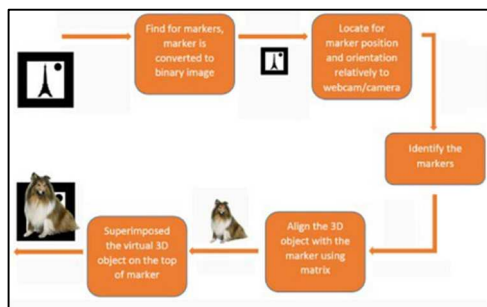 Find for markers,
marker is
converted to
binary image
Locate for
marker position
and orientation
relatively to
webcam/camera
Identify the
markers
Align the 3D
object with the
marker using
matrix
Superimposed
the virtual 3D
object on the top
of marker